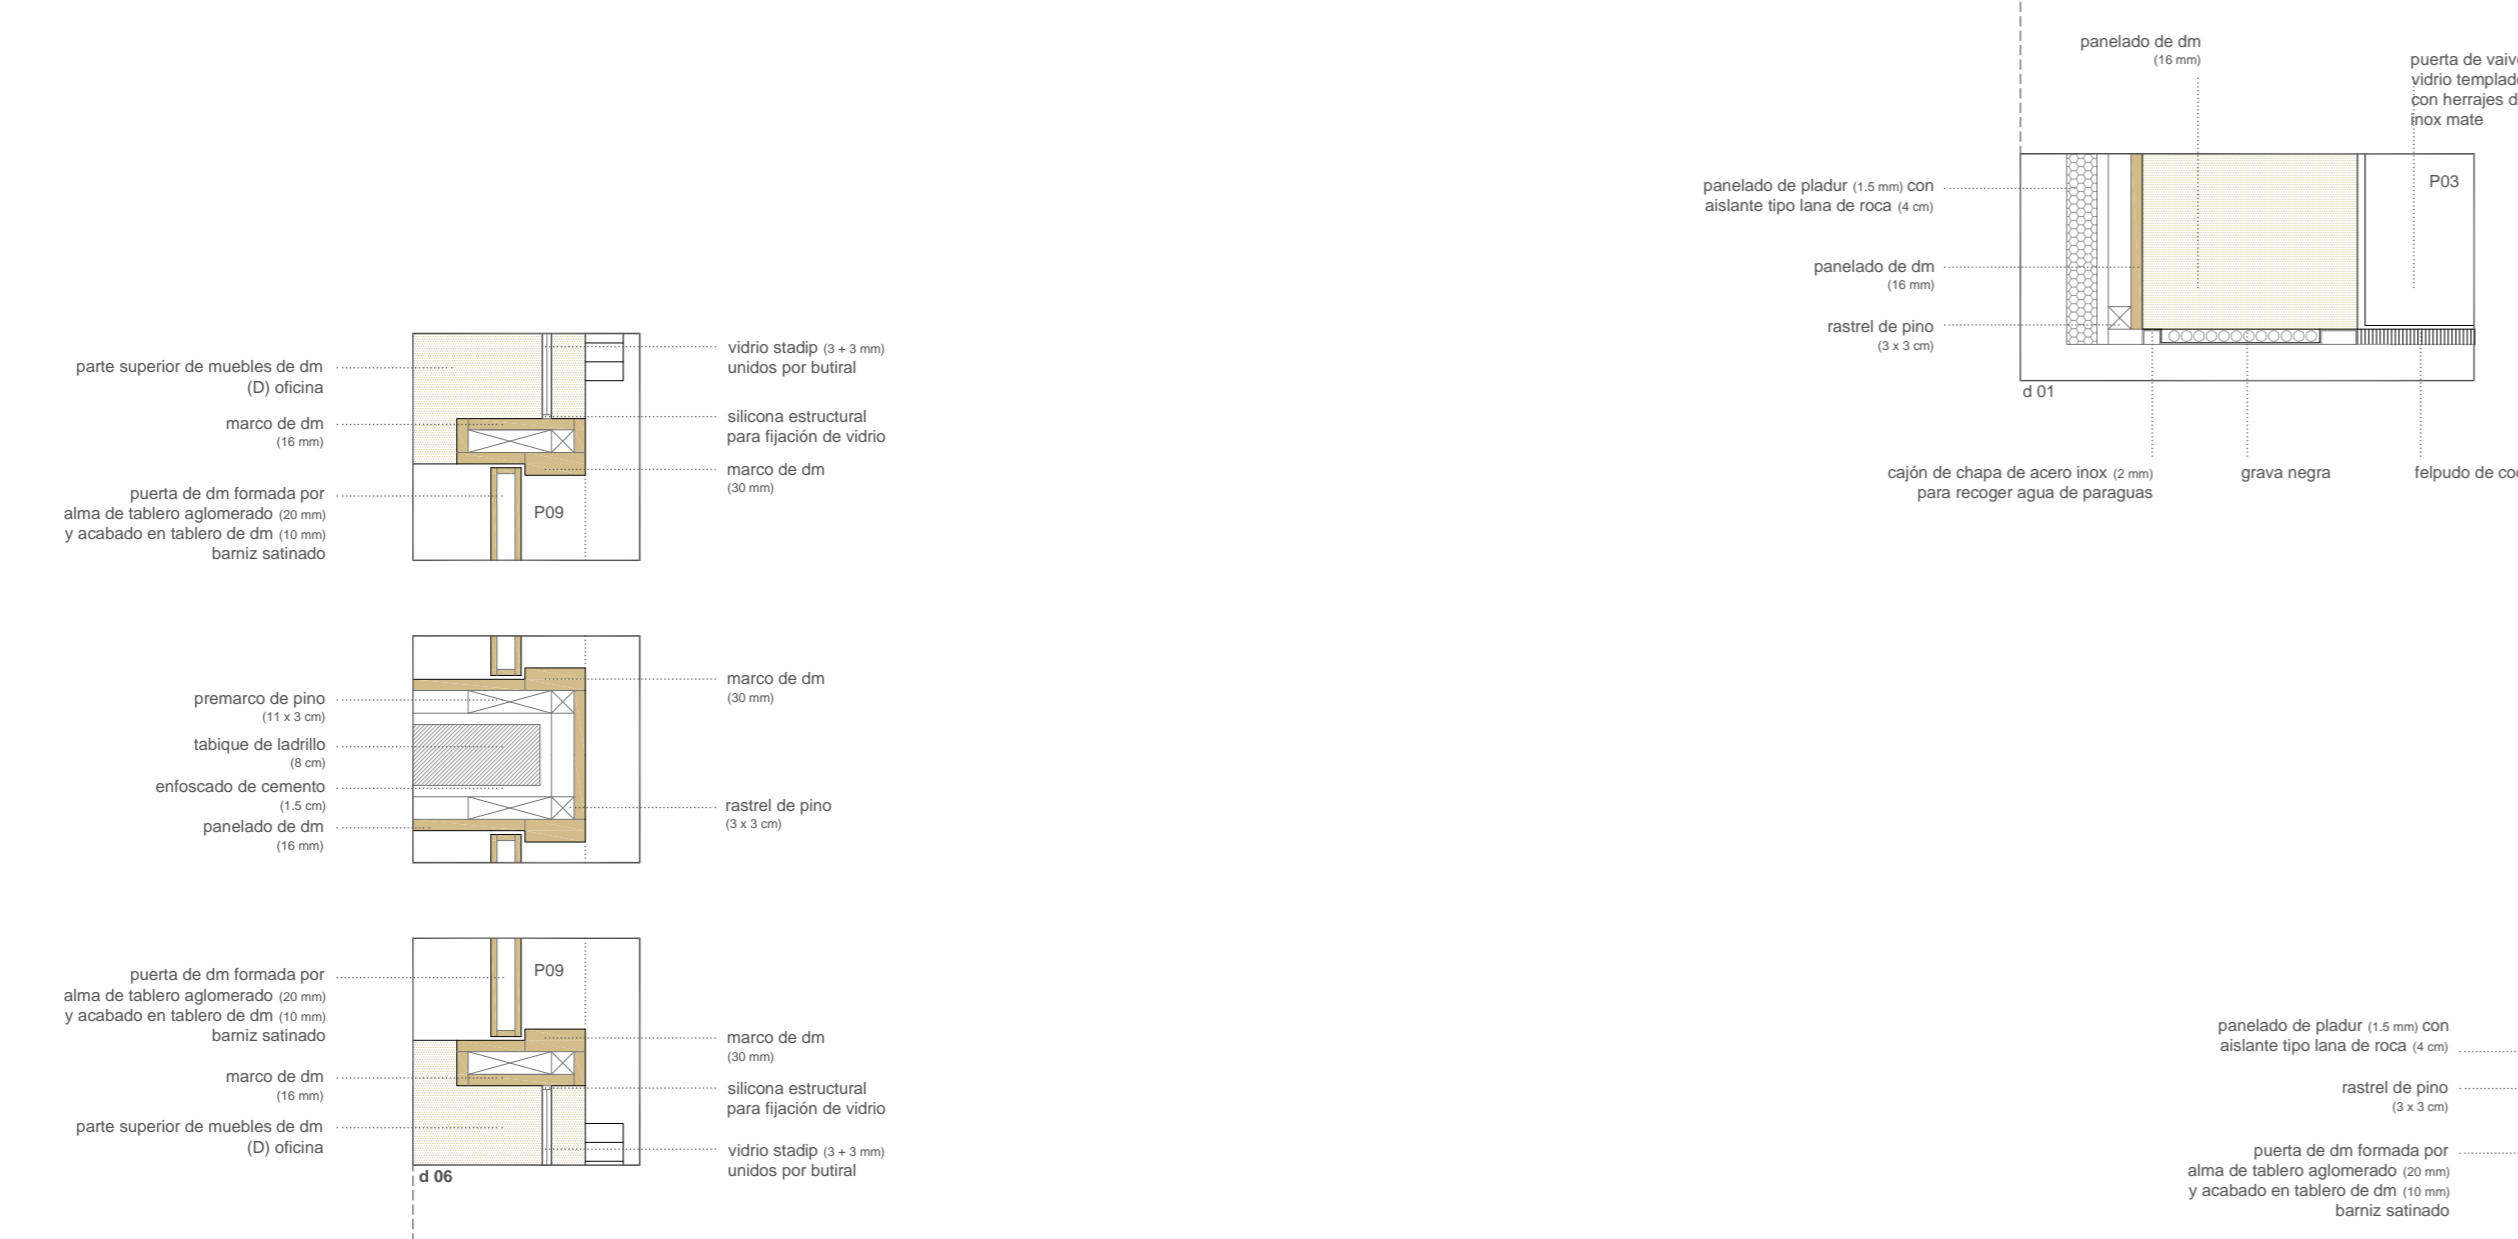 parte superior de muebles de dm
(D) oficina
marco de dm
(16 mm)
puerta de dm formada por
alma de tablero aglomerado (20 mm)
y acabado en tablero de dm (10 mm)
barniz satinado
vidrio stadip (3 + 3 mm)
unidos por butiral
silicona estructural
para fijación de vidrio
marco de dm
(30 mm)
P09
premarco de pino
(11 x 3 cm)
tabique de ladrillo
(8 cm)
enfoscado de cemento
(1.5 cm)
panelado de dm
(16 mm)
marco de dm
(30 mm)
rastrel de pino
(3 x 3 cm)
puerta de dm formada por
alma de tablero aglomerado (20 mm)
y acabado en tablero de dm (10 mm)
barniz satinado
marco de dm
(16 mm)
parte superior de muebles de dm
(D) oficina
P09
marco de dm
(30 mm)
silicona estructural
para fijación de vidrio
vidrio stadip (3 + 3 mm)
unidos por butiral
d 06
panelado de dm
(16 mm)
puerta de
vidrio
con herrajes
inox mate
panelado de pladur (1.5 mm) con
aislante tipo lana de roca (4 cm)
panelado de dm
(16 mm)
rastrel de pino
(3 x 3 cm)
P03
d 01
cajón de chapa de acero inox (2 mm)
para recoger agua de paraguas
grava negra
felpudo de
panelado de pladur (1.5 mm) con
aislante tipo lana de roca (4 cm)
rastrel de pino
(3 x 3 cm)
puerta de dm formada por
alma de tablero aglomerado (20 mm)
y acabado en tablero de dm (10 mm)
barniz satinado